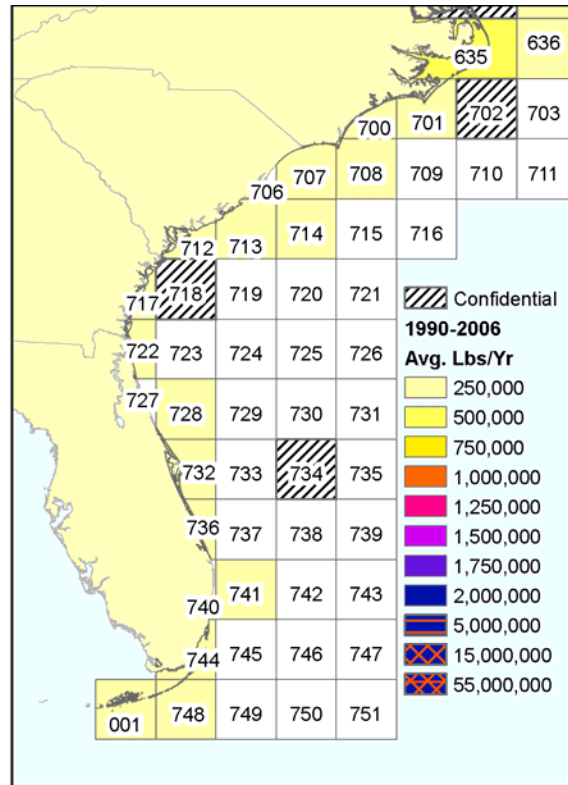 635 636
700 701 702 703
706 707 708 709 710 711
712 713 714 715 716
717 718 719 720 721
Confidential
1990-2006
Avg. Lbs/Yr
250,000
500,000
750,000
1,000,000
1,250,000
1,500,000
1,750,000
2,000,000
5,000,000
15,000,000
55,000,000
722 723 724 725 726
727 728 729 730 731
732 733 734 735
736 737 738 739
740 741 742 743
744 745 746 747
001 748 749 750 751